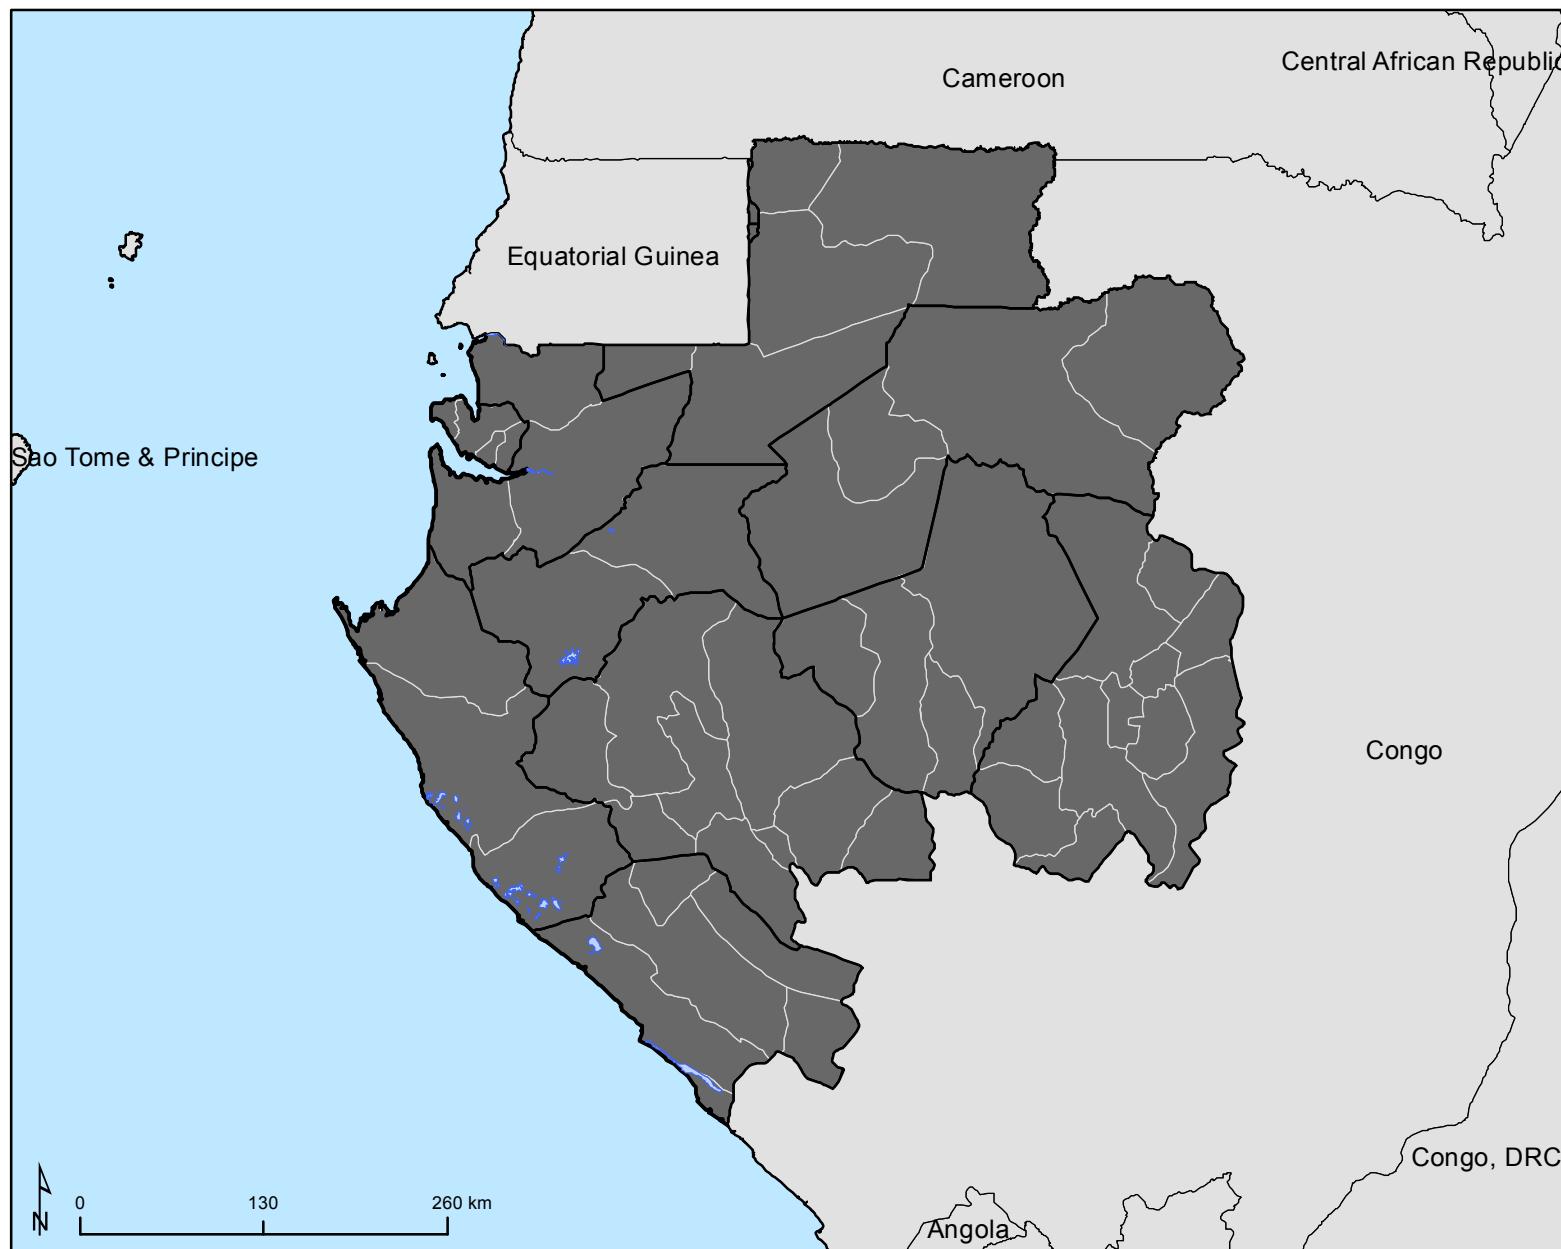 Central African Republic
Cameroon
Equatorial Guinea
Sao Tome & Principe
Congo
Congo, DRC
N
0 130 260 km
Angola